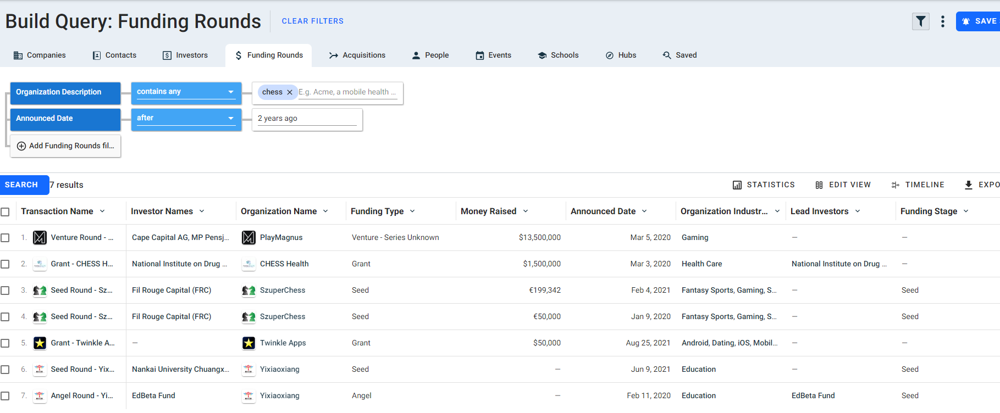 Build Query: Funding Rounds
CLEAR FILTERS
SAVE
Companies
Contacts
Investors
Funding Rounds
Acquisitions
People
Events
Schools
Hubs
Saved
Organization Description
contains any
chess
E.g. Acme, a mobile health ...
Announced Date
after
2 years ago
Add Funding Rounds fil...
SEARCH
7 results
STATISTICS
EDIT VIEW
TIMELINE
EXPO
Transaction Name Investor Names Organization Name Funding Type Money Raised Announced Date Organization Industr... Lead Investors Funding Stage
1. Venture Round - ... Cape Capital AG, MP Pensj... PlayMagnus Venture - Series Unknown $13,500,000 Mar 5, 2020 Gaming — —
2. Grant - CHESS H... National Institute on Drug ... CHESS Health Grant $1,500,000 Mar 3, 2020 Health Care National Institute on Drug ... —
3. Seed Round - Sz... Fil Rouge Capital (FRC) SzuperChess Seed €199,342 Feb 4, 2021 Fantasy Sports, Gaming, S... — Seed
4. Seed Round - Sz... Fil Rouge Capital (FRC) SzuperChess Seed €50,000 Jan 9, 2020 Fantasy Sports, Gaming, S... — Seed
5. Grant - Twinkle A... — Twinkle Apps Grant $50,000 Aug 25, 2021 Android, Dating, iOS, Mobil... — —
6. Seed Round - Yix... Nankai University Chuangx... Yixiaoxiang Seed — Jun 9, 2021 Education — Seed
7. Angel Round - Yi... EdBeta Fund Yixiaoxiang Angel — Feb 11, 2020 Education EdBeta Fund Seed